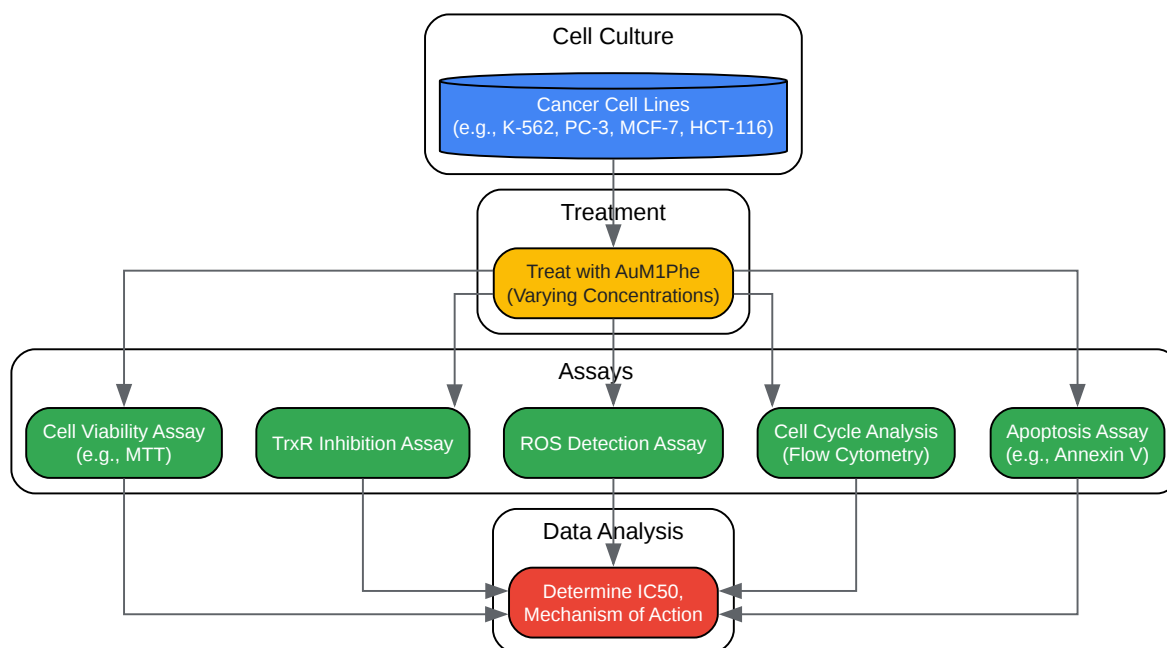 Cell Culture
Cancer Cell Lines
(e.g., K-562, PC-3, MCF-7, HCT-116)
Treatment
Treat with AuM1Phe
(Varying Concentrations)
Assays
Cell Viability Assay
(e.g., MTT)
TrxR Inhibition Assay
ROS Detection Assay
Cell Cycle Analysis
(Flow Cytometry)
Apoptosis Assay
(e.g., Annexin V)
Data Analysis
Determine IC50,
Mechanism of Action